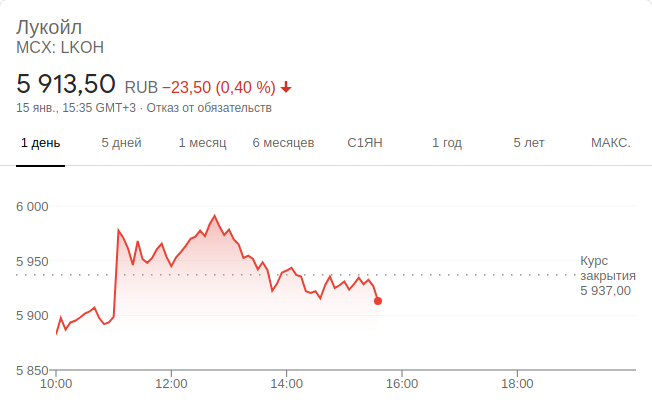 Лукойл
MCX: LKOH
5 913,50 RUB −23,50 (0,40 %)
15 янв., 15:35 GMT+3 · Отказ от обязательств
1 день 5 дней 1 месяц 6 месяцев С1ЯН 1 год 5 лет МАКС.
6 000
5 950
Курс
закрытия
5 937,00
5 900
5 850
10:00 12:00 14:00 16:00 18:00